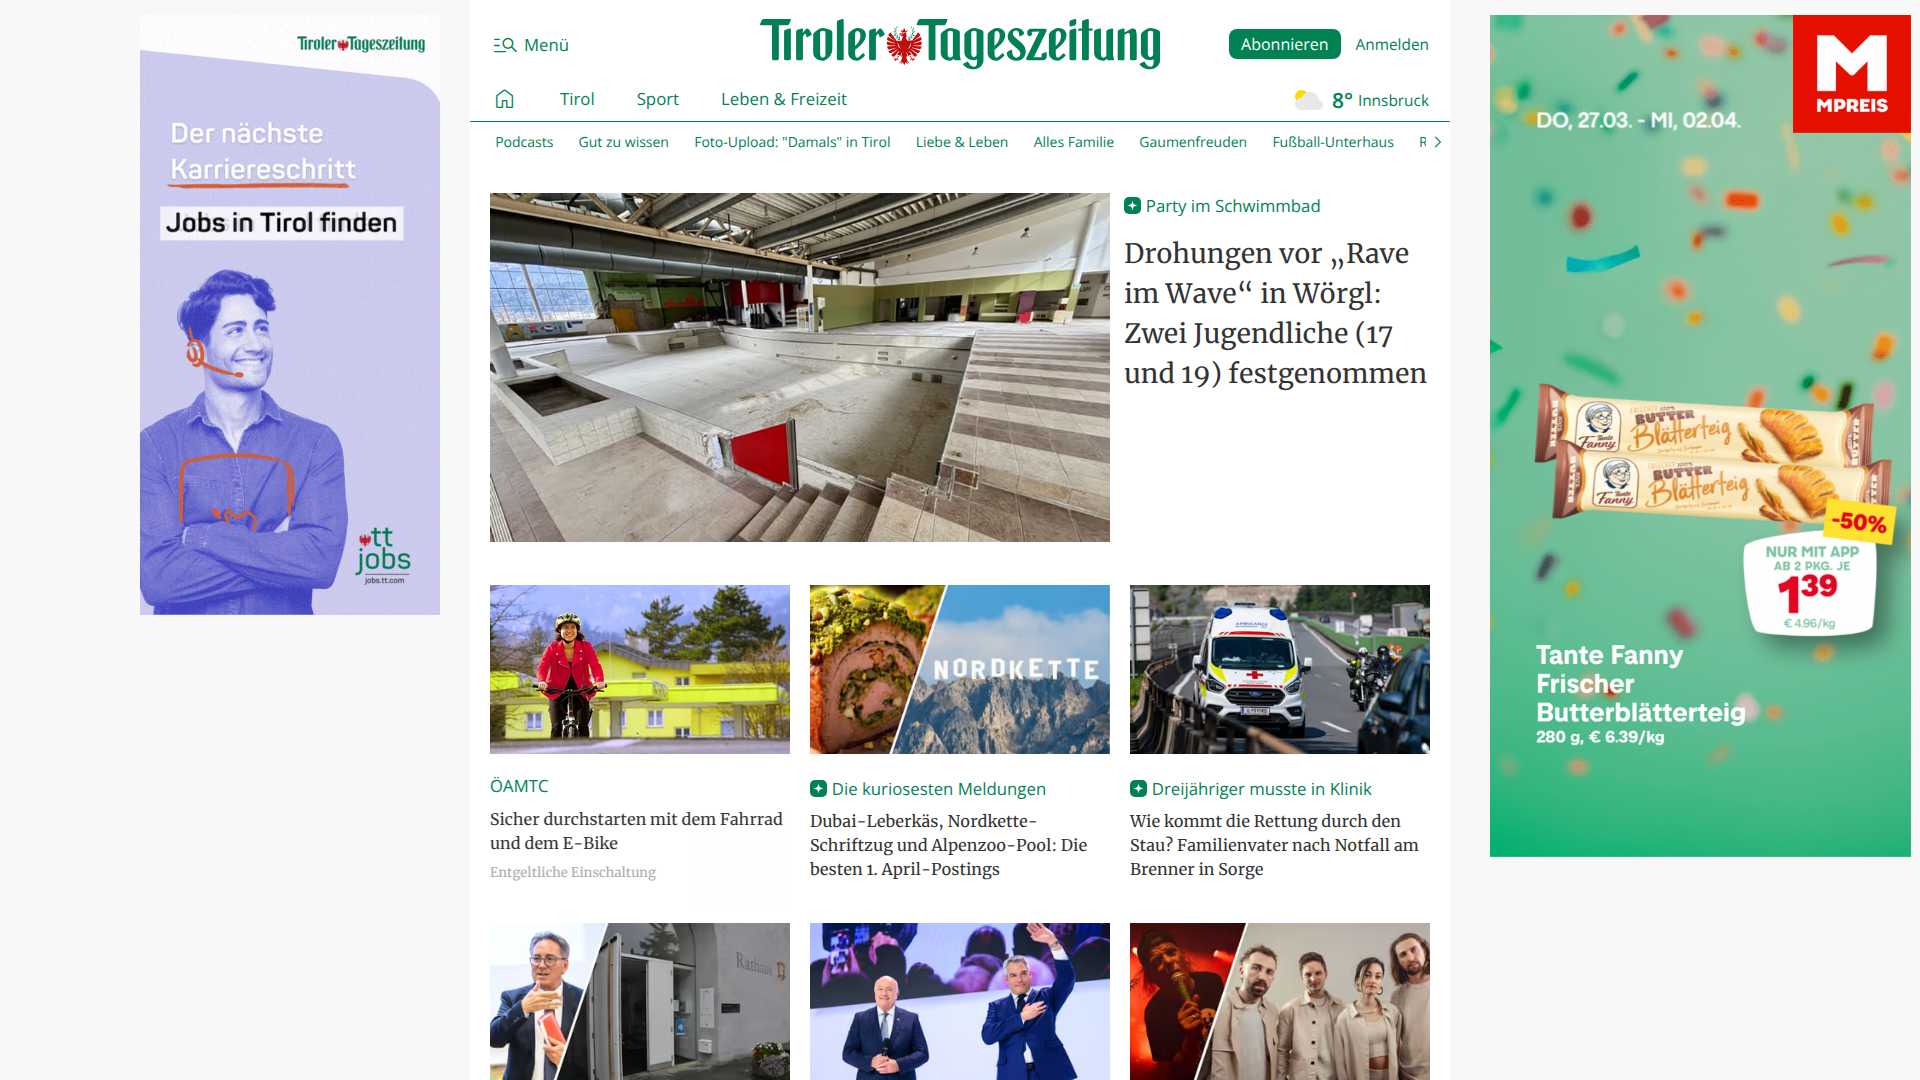 Tiroler Tageszeitung
Der nächste
Karriereschritt
Jobs in Tirol finden
tt
jobs
jobs.tt.com
Menü
Tiroler Tageszeitung
Abonnieren
Anmelden
Tirol
Sport
Leben & Freizeit
8° Innsbruck
Podcasts
Gut zu wissen
Foto-Upload: "Damals" in Tirol
Liebe & Leben
Alles Familie
Gaumenfreuden
Fußball-Unterhaus
Party im Schwimmbad
Drohungen vor „Rave
im Wave“ in Wörgl:
Zwei Jugendliche (17
und 19) festgenommen
NORDKETTE
AMBULANCE
ÖAMTC
Sicher durchstarten mit dem Fahrrad
und dem E-Bike
Entgeltliche Einschaltung
Die kuriosesten Meldungen
Dubai-Leberkäs, Nordkette-
Schriftzug und Alpenzoo-Pool: Die
besten 1. April-Postings
Dreijähriger musste in Klinik
Wie kommt die Rettung durch den
Stau? Familienvater nach Notfall am
Brenner in Sorge
Rathaus
M
MPREIS
DO, 27.03. - MI, 02.04.
Tante Fanny
BUTTER
Blätterteig
Tante Fanny
BUTTER
Blätterteig
-50%
NUR MIT APP
AB 2 PKG. JE
1 39
€ 4.96/kg
Tante Fanny
Frischer
Butterblätterteig
280 g, € 6.39/kg